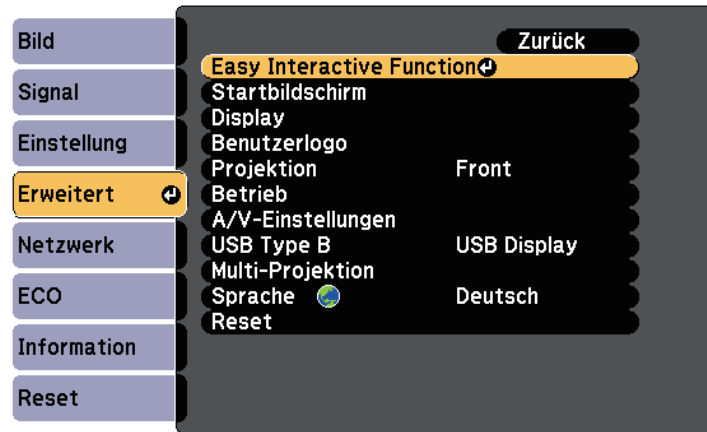 Bild
Signal
Einstellung
Erweitert
Netzwerk
ECO
Information
Reset
Zurück
Easy Interactive Function
Startbildschirm
Display
Benutzerlogo
Projektion Front
Betrieb
A/V-Einstellungen
USB Type B USB Display
Multi-Projektion
Sprache Deutsch
Reset